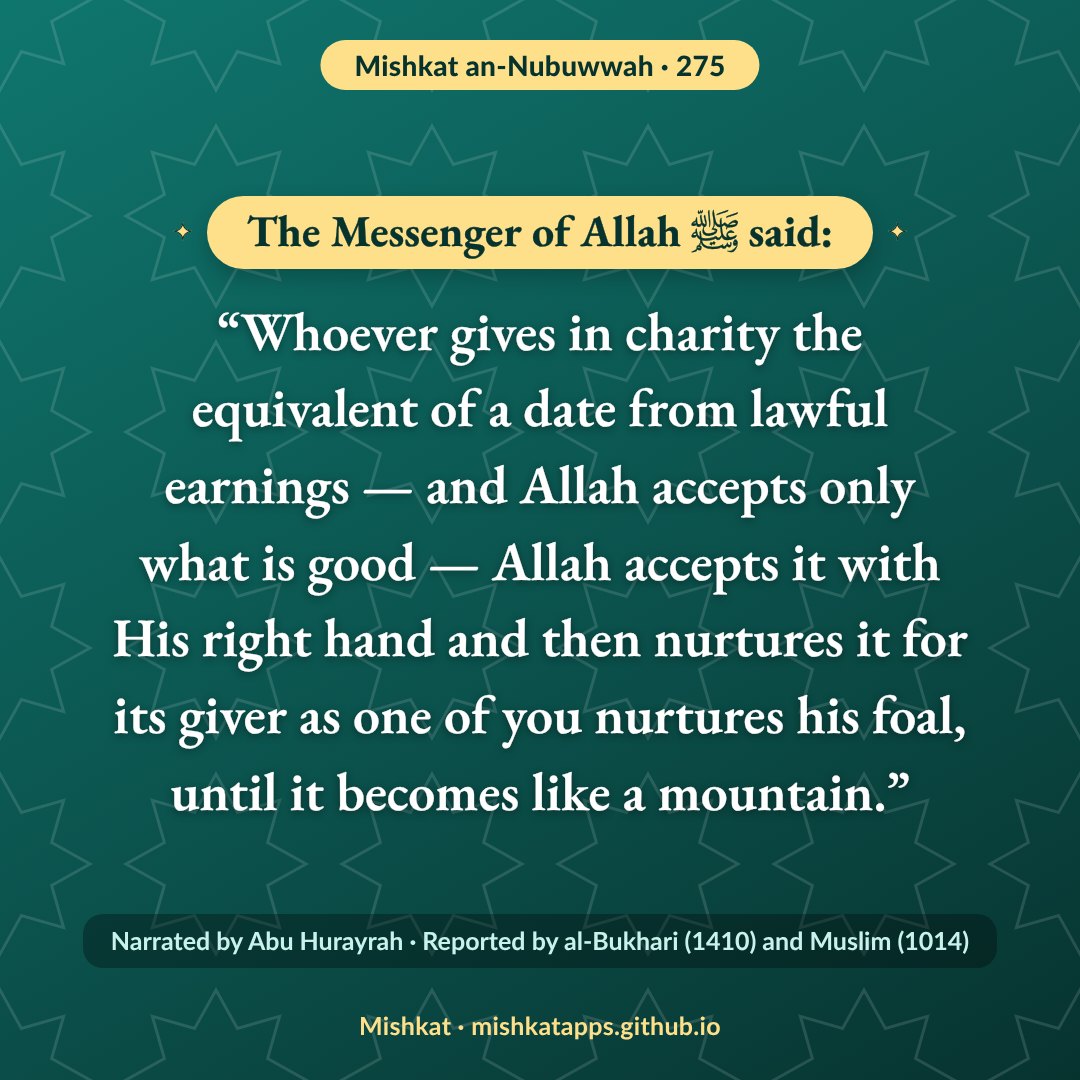 Mishkat an-Nubuwwah · 275
The Messenger of Allah ﷺ said:
“Whoever gives in charity the
equivalent of a date from lawful
earnings — and Allah accepts only
what is good — Allah accepts it with
His right hand and then nurtures it for
its giver as one of you nurtures his foal,
until it becomes like a mountain.”
Narrated by Abu Hurayrah · Reported by al-Bukhari (1410) and Muslim (1014)
Mishkat · mishkatapps.github.io